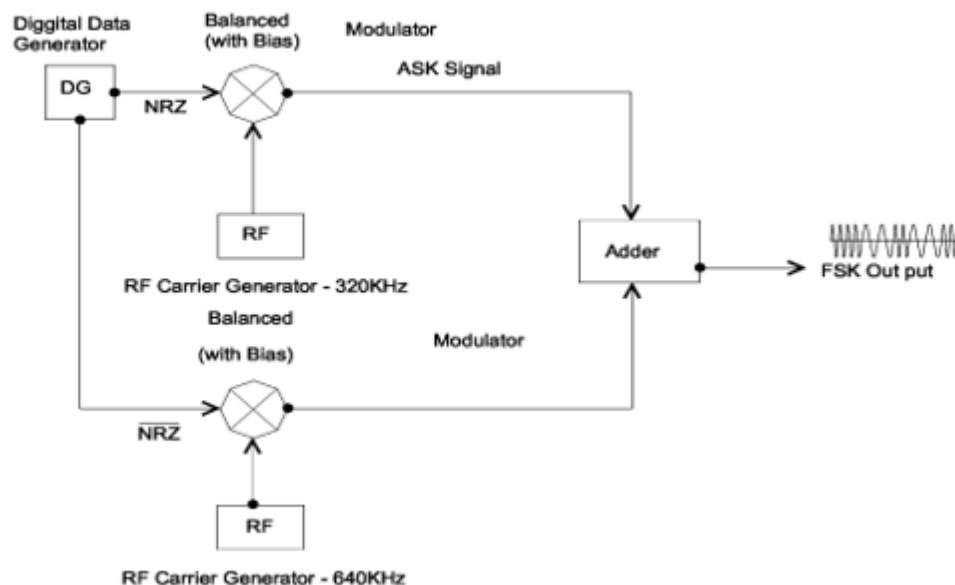 Diggital Data
Generator
Balanced
(with Bias)
Modulator
DG
NRZ
ASK Signal
RF
RF Carrier Generator - 320KHz
Adder
FSK Out put
Balanced
(with Bias)
Modulator
N̅R̅Z̅
RF
RF Carrier Generator - 640KHz